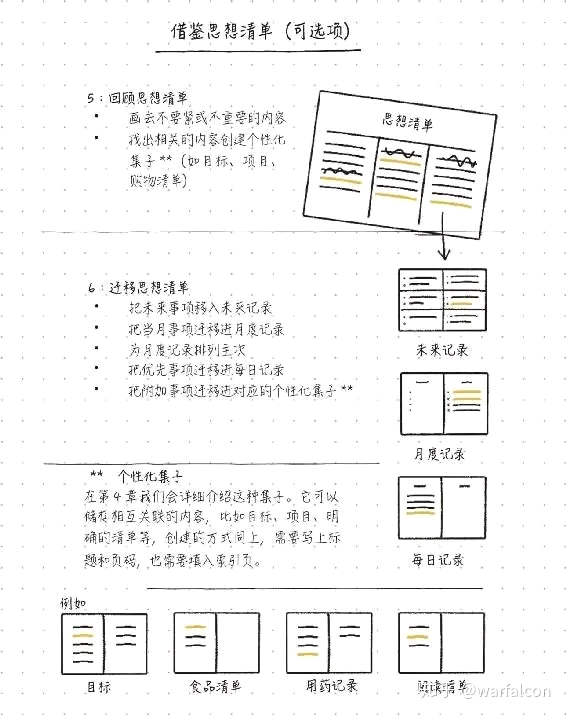 借鉴思想清单（可选项）
5：回顾思想清单
• 画去不要紧或不重要的内容
• 找出相关的内容创建个性化
集子**（如目标、项目、
购物清单）
思想清单
6：迁移思想清单
• 把未来事项移入未来记录
• 把当月事项迁移进月度记录
• 为月度记录排列主次
• 把优先事项迁移进每日记录
• 把附加事项迁移进对应的个性化集子**
未来记录
月度记录
每日记录
** 个性化集子
在第4章我们会详细介绍这种集子。它可以
储存相互关联的内容，比如目标、项目、明
确的清单等，创建的方式同上，需要写上标
题和页码，也需要填入索引页。
例如
目标
食品清单
用药记录
阅读清单
知乎 @warfalcon